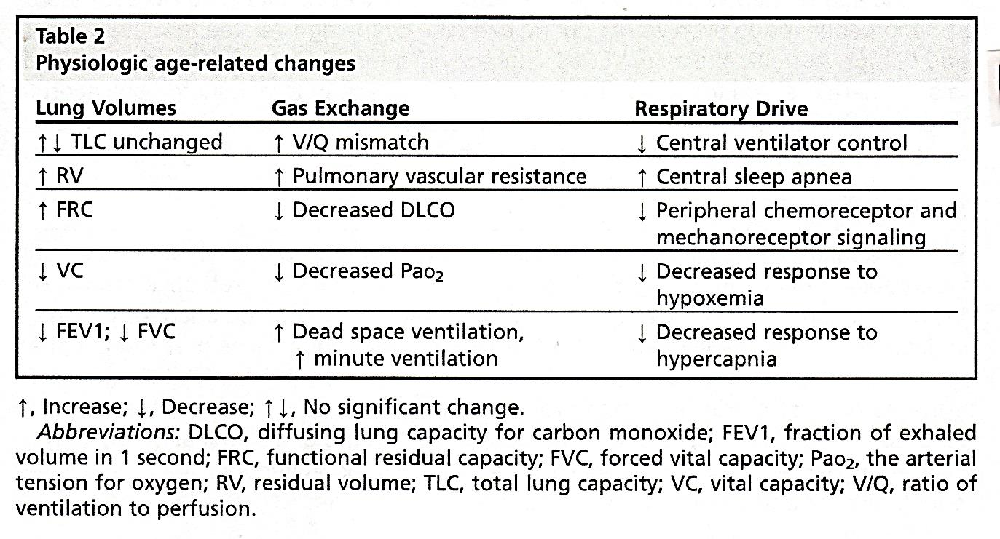 Table 2
Physiologic age-related changes
Lung Volumes Gas Exchange Respiratory Drive
↑↓ TLC unchanged ↑ V/Q mismatch ↓ Central ventilator control
↑ RV ↑ Pulmonary vascular resistance ↑ Central sleep apnea
↑ FRC ↓ Decreased DLCO ↓ Peripheral chemoreceptor and
mechanoreceptor signaling
↓ VC ↓ Decreased Pao₂ ↓ Decreased response to
hypoxemia
↓ FEV1; ↓ FVC ↑ Dead space ventilation, ↓ Decreased response to
↑ minute ventilation hypercapnia
↑, Increase; ↓, Decrease; ↑↓, No significant change.
Abbreviations: DLCO, diffusing lung capacity for carbon monoxide; FEV1, fraction of exhaled
volume in 1 second; FRC, functional residual capacity; FVC, forced vital capacity; Pao₂, the arterial
tension for oxygen; RV, residual volume; TLC, total lung capacity; VC, vital capacity; V/Q, ratio of
ventilation to perfusion.